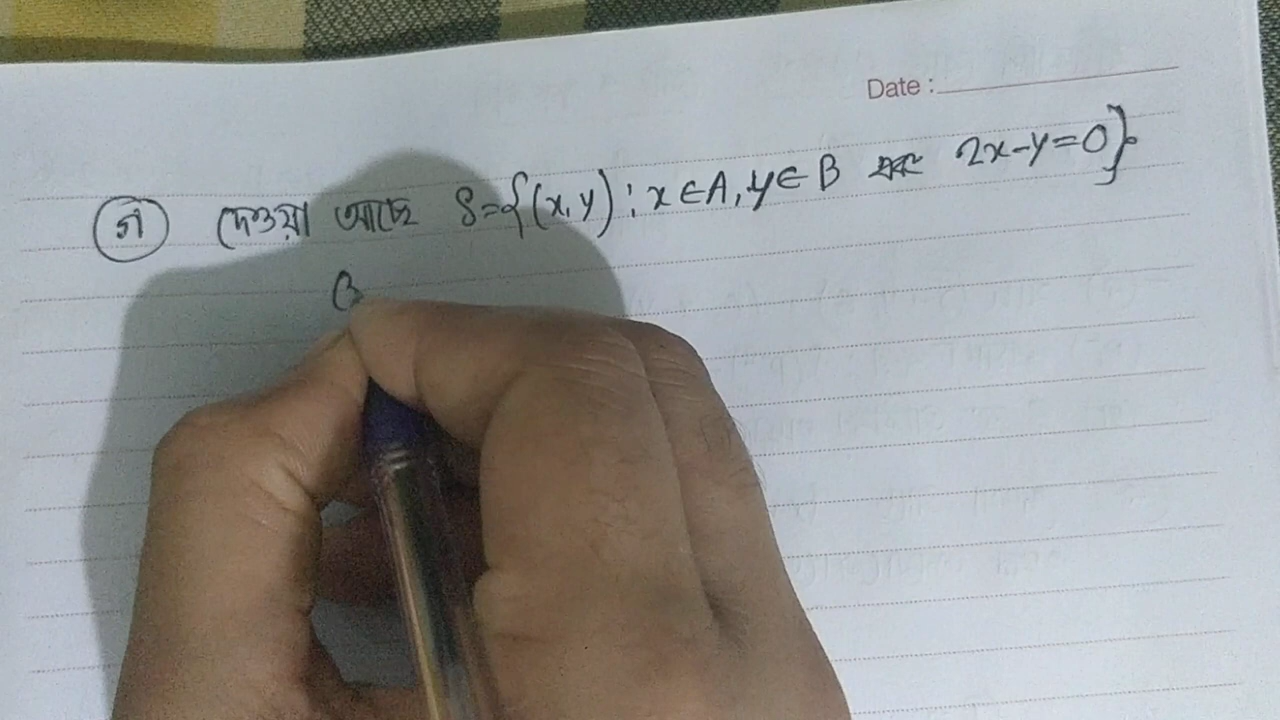 Date :
গ দেওয়া আছে S={(x,y) : x∈A, y∈B এবং 2x-y=0}
B